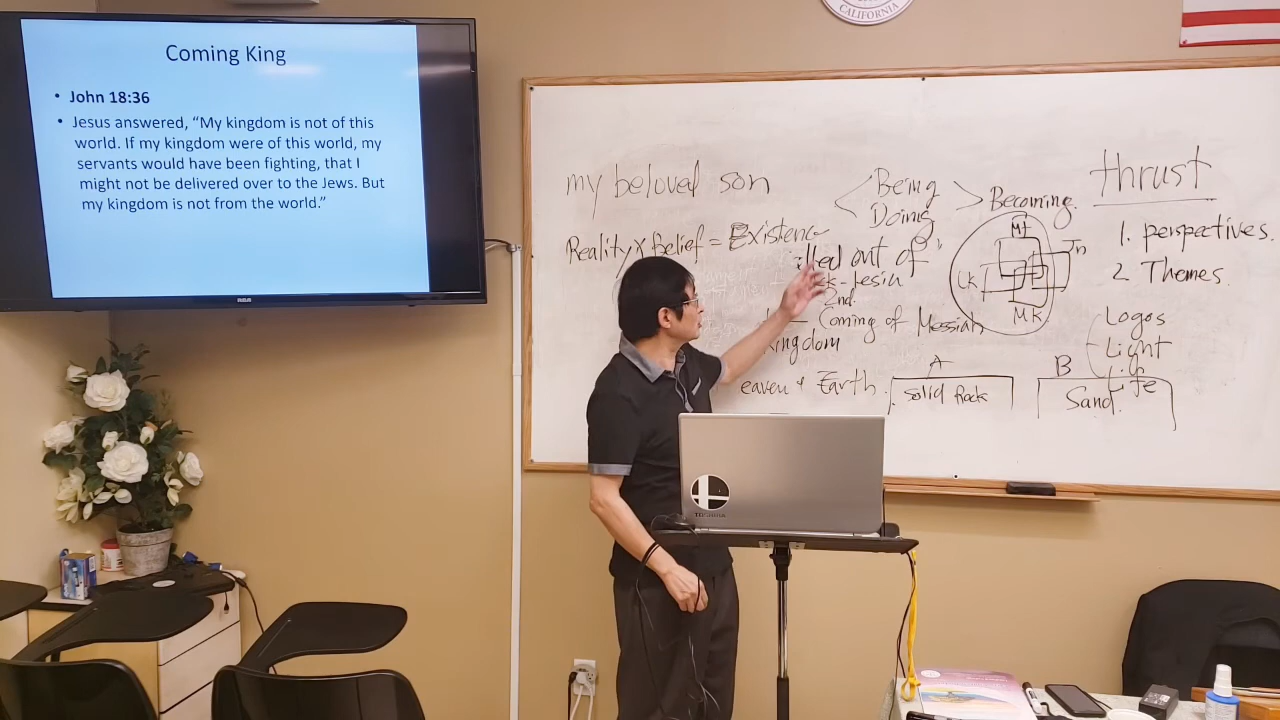 Coming King
• John 18:36
• Jesus answered, “My kingdom is not of this
world. If my kingdom were of this world, my
servants would have been fighting, that I
might not be delivered over to the Jews. But
my kingdom is not from the world.”
RCA
CALIFORNIA
my beloved son
Being
Doing
Becoming.
thrust
1. perspectives.
2 Themes.
Reality x Belief = Existence
out of
2nd.
Coming of Messiah
kingdom
Mt
Jn
Lk
MK
Logos
Light
Life
eaven & Earth.
A
Solid Rock
B
Sand.
TOSHIBA